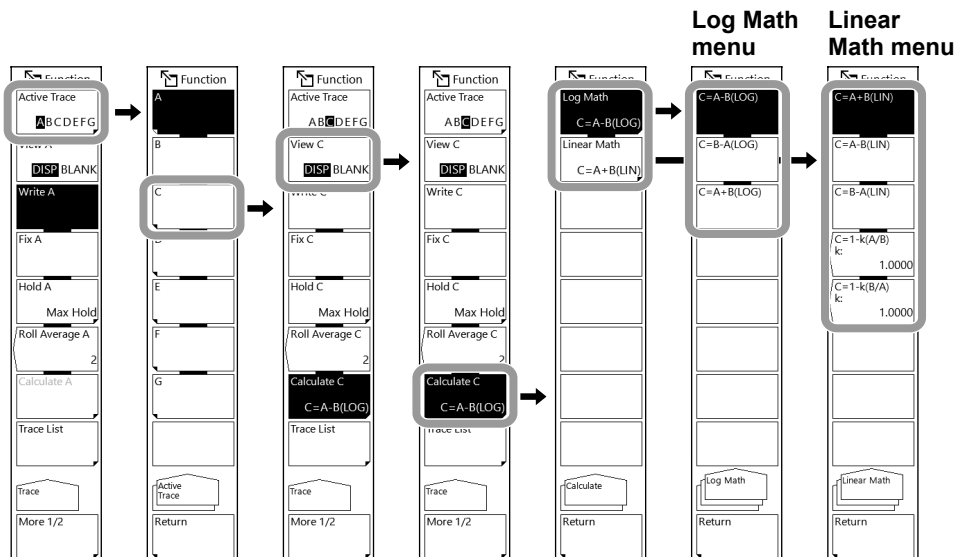 Log Math
menu
Linear
Math menu
Function
Active Trace
ABCDEFG
View A
DISP BLANK
Write A
Fix A
Hold A
Max Hold
Roll Average A
2
Calculate A
Trace List
Trace
More 1/2
Function
A
B
C
D
E
F
G
Active
Trace
Return
Function
Active Trace
ABCDEFG
View C
DISP BLANK
Write C
Fix C
Hold C
Max Hold
Roll Average C
2
Calculate C
C=A-B(LOG)
Trace List
Trace
More 1/2
Function
Active Trace
ABCDEFG
View C
DISP BLANK
Write C
Fix C
Hold C
Max Hold
Roll Average C
2
Calculate C
C=A-B(LOG)
Trace List
Trace
More 1/2
Function
Log Math
C=A-B(LOG)
Linear Math
C=A+B(LIN)
Calculate
Return
Function
C=A-B(LOG)
C=B-A(LOG)
C=A+B(LOG)
Log Math
Return
Function
C=A+B(LIN)
C=A-B(LIN)
C=B-A(LIN)
C=1-k(A/B)
k:
1.0000
C=1-k(B/A)
k:
1.0000
Linear Math
Return